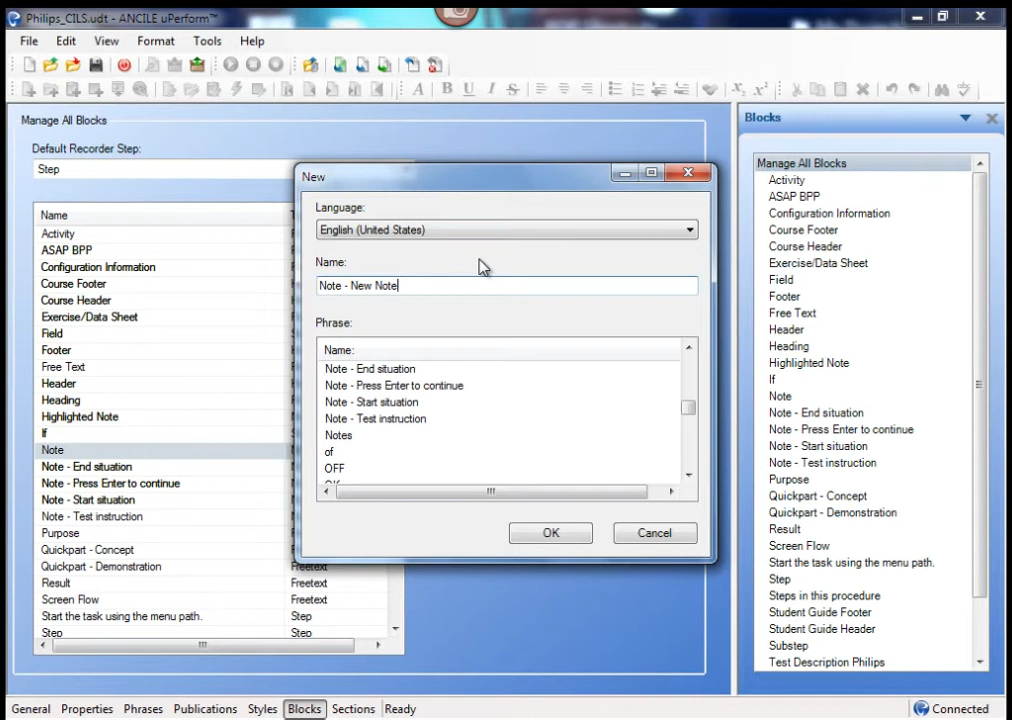 Philips_CILS.udt - ANCILE uPerform™
File Edit View Format Tools Help
Manage All Blocks
Default Recorder Step:
Step
Name
Activity
ASAP BPP
Configuration Information
Course Footer
Course Header
Exercise/Data Sheet
Field
Footer
Free Text
Header
Heading
Highlighted Note
If
Note
Note - End situation
Note - Press Enter to continue
Note - Start situation
Note - Test instruction
Purpose
Quickpart - Concept
Quickpart - Demonstration Freetext
Result Freetext
Screen Flow Freetext
Start the task using the menu path. Step
Step Step
New
Language:
English (United States)
Name:
Note - New Note
Phrase:
Name:
Note - End situation
Note - Press Enter to continue
Note - Start situation
Note - Test instruction
Notes
of
OFF
OK
OK Cancel
Blocks
Manage All Blocks
Activity
ASAP BPP
Configuration Information
Course Footer
Course Header
Exercise/Data Sheet
Field
Footer
Free Text
Header
Heading
Highlighted Note
If
Note
Note - End situation
Note - Press Enter to continue
Note - Start situation
Note - Test instruction
Purpose
Quickpart - Concept
Quickpart - Demonstration
Result
Screen Flow
Start the task using the menu path.
Step
Steps in this procedure
Student Guide Footer
Student Guide Header
Substep
Test Description Philips
General Properties Phrases Publications Styles Blocks Sections Ready Connected